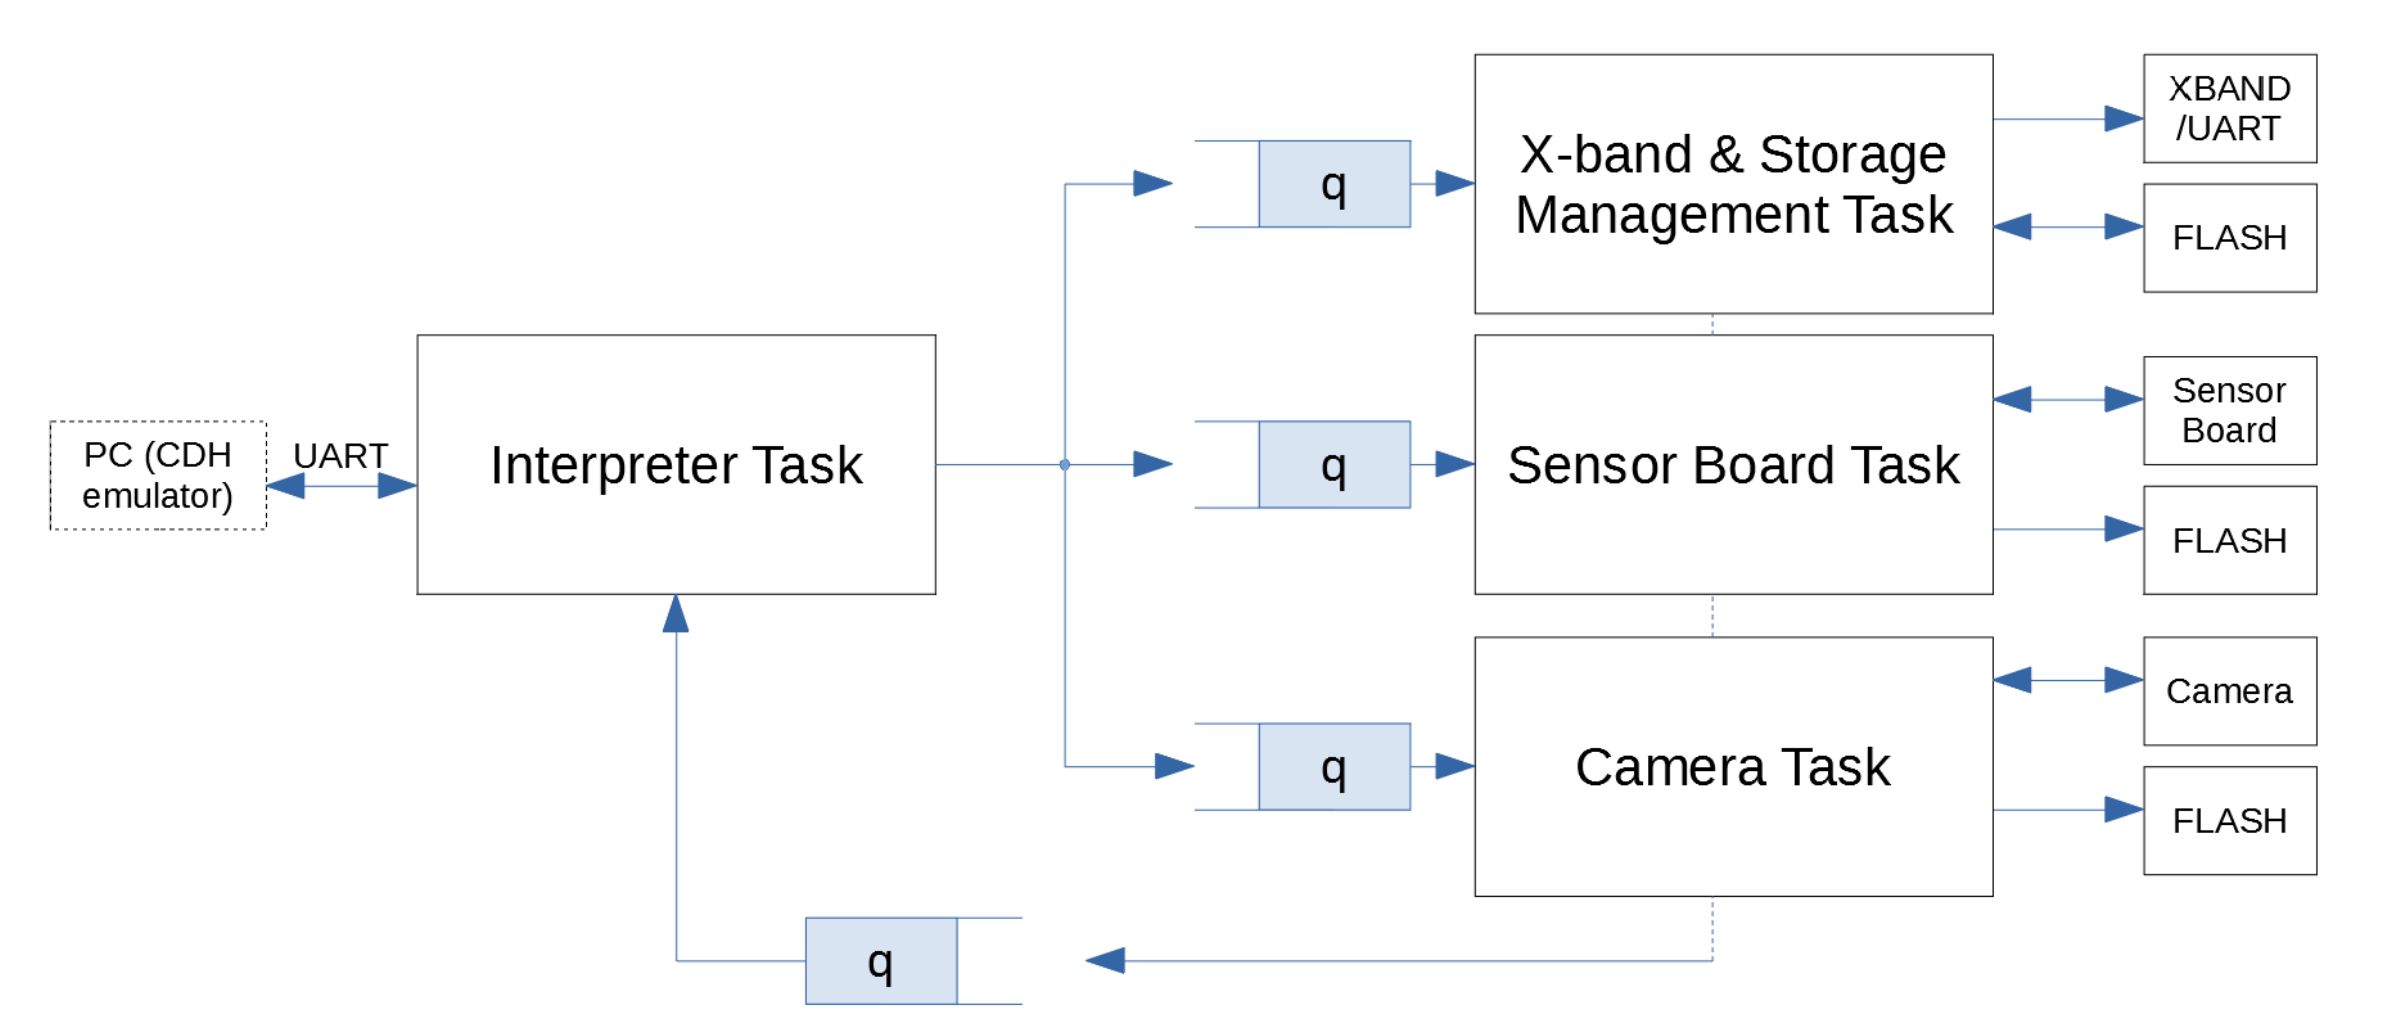 XBAND
/UART
X-band & Storage
Management Task
q
FLASH
PC (CDH
emulator)
UART
Interpreter Task
q
Sensor Board Task
Sensor
Board
FLASH
q
Camera Task
Camera
FLASH
q